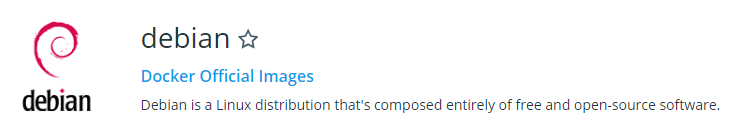 debian
Docker Official Images
debian
Debian is a Linux distribution that's composed entirely of free and open-source software.